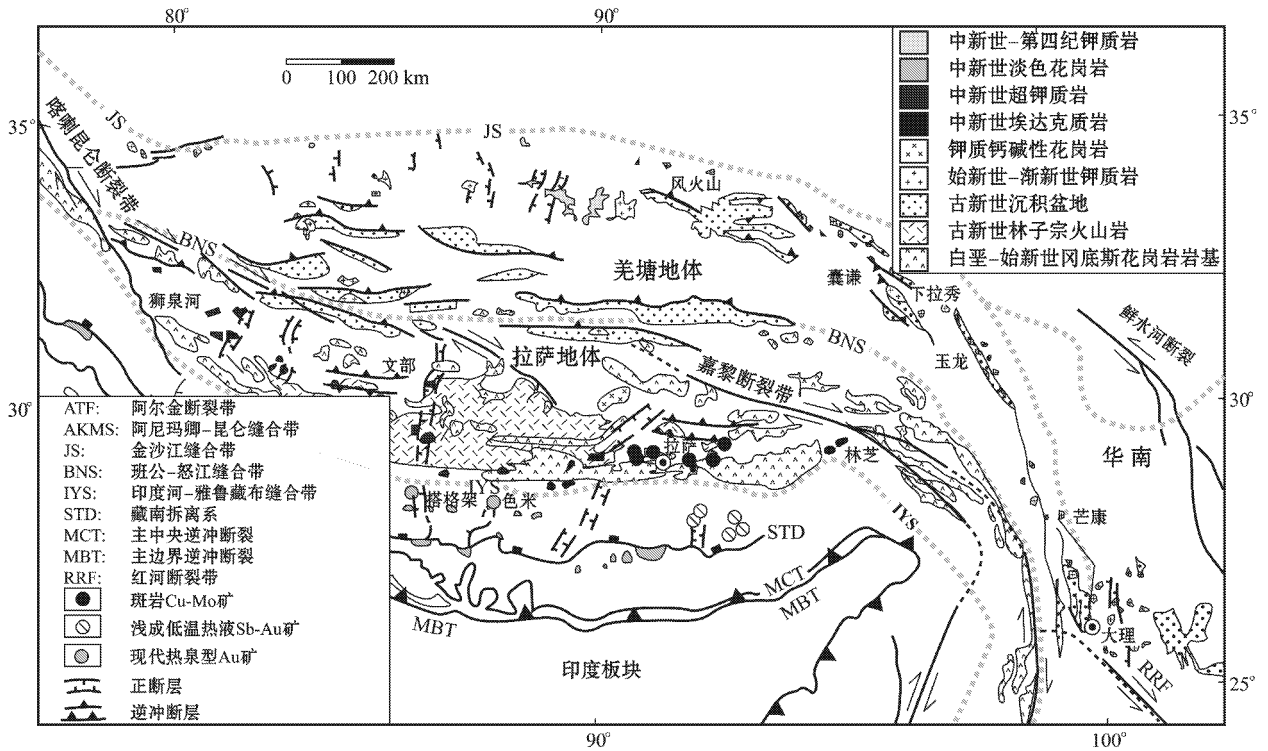 80°
90°
中新世-第四纪钾质岩
中新世淡色花岗岩
中新世超钾质岩
中新世埃达克质岩
钾质钙碱性花岗岩
始新世-渐新世钾质岩
古新世沉积盆地
古新世林子宗火山岩
白垩-始新世冈底斯花岗岩岩基
0 100 200 km
35°
35°
喀喇昆仑断裂带
JS
JS
风火山
BNS
羌塘地体
囊谦
下拉秀
狮泉河
鲜水河断裂
BNS
玉龙
文部
拉萨地体
嘉黎断裂带
30°
30°
拉萨
林芝
华南
IYS
塔格架
色米
IYS
芒康
STD
MCT
MBT
MBT
大理
RRF
印度板块
25°
ATF: 阿尔金断裂带
AKMS: 阿尼玛卿-昆仑缝合带
JS: 金沙江缝合带
BNS: 班公-怒江缝合带
IYS: 印度河-雅鲁藏布缝合带
STD: 藏南拆离系
MCT: 主中央逆冲断裂
MBT: 主边界逆冲断裂
RRF: 红河断裂带
斑岩Cu-Mo矿
浅成低温热液Sb-Au矿
现代热泉型Au矿
正断层
逆冲断层
90°
100°